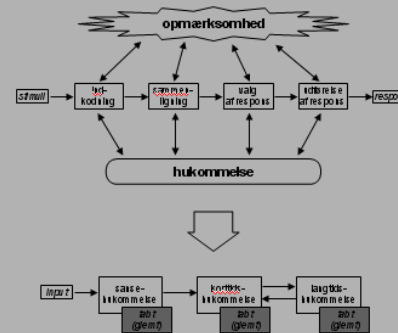 opmærksomhed
stimuli
ind-
kodning
sammen-
ligning
valg
af respons
udførelse
af respons
respo
hukommelse
input
sanse-
hukommelse
korttids-
hukommelse
langtids-
hukommelse
tabt
(glemt)
tabt
(glemt)
tabt
(glemt)